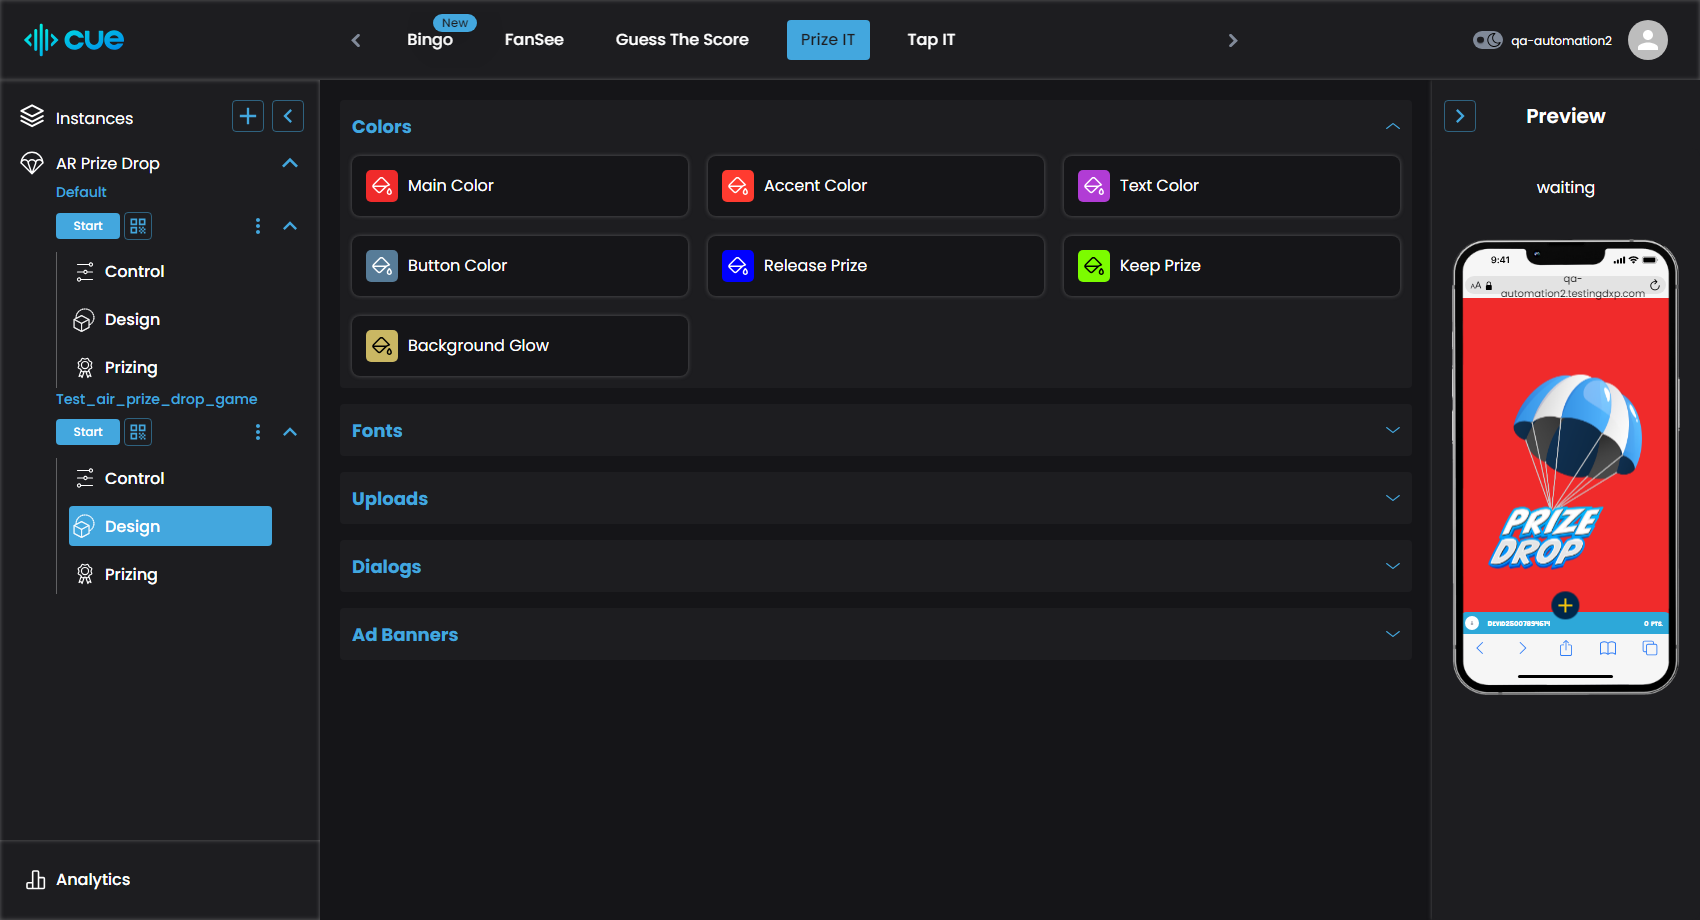 cue
New
Bingo
FanSee
Guess The Score
Prize IT
Tap IT
qa-automation2
Instances
AR Prize Drop
Default
Start
Control
Design
Prizing
Test_air_prize_drop_game
Start
Control
Design
Prizing
Analytics
Colors
Main Color
Accent Color
Text Color
Button Color
Release Prize
Keep Prize
Background Glow
Fonts
Uploads
Dialogs
Ad Banners
Preview
waiting
9:41
AA
qa-
automation2.testingdxp.com
PRIZE
DROP
0 PTS.